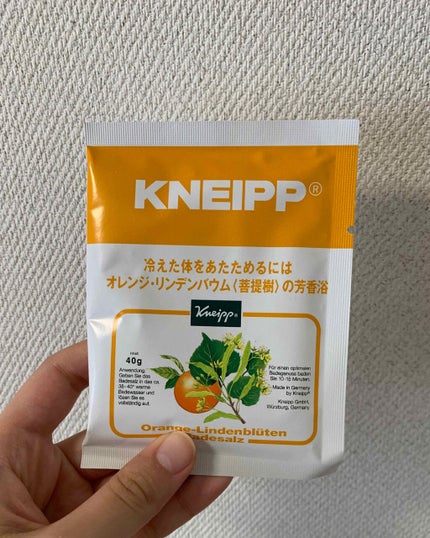 KNEIPP®
冷えた体をあたためるには
オレンジ・リンデンバウム〈菩提樹〉の芳香浴
Kneipp®
Inhalt
40g
Anwendung:
Geben Sie das
Badesalz in das ca.
38-40° warme
Badewasser und
lösen Sie es
vollständig auf.
Für einen optimalen
Badegenuss baden
Sie 10-18 Minuten.
Made in Germany
by Kneipp®
Kneipp GmbH,
Würzburg, Germany
Orange-Lindenblüten
adesalz